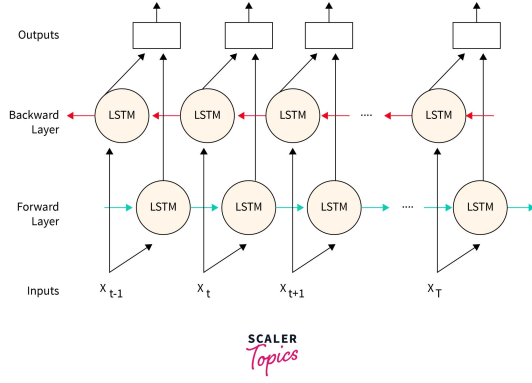 Outputs
Backward
Layer
LSTM LSTM LSTM .... LSTM
Forward
Layer
LSTM LSTM LSTM .... LSTM
Inputs
X t-1 X t X t+1 X T
SCALER
Topics